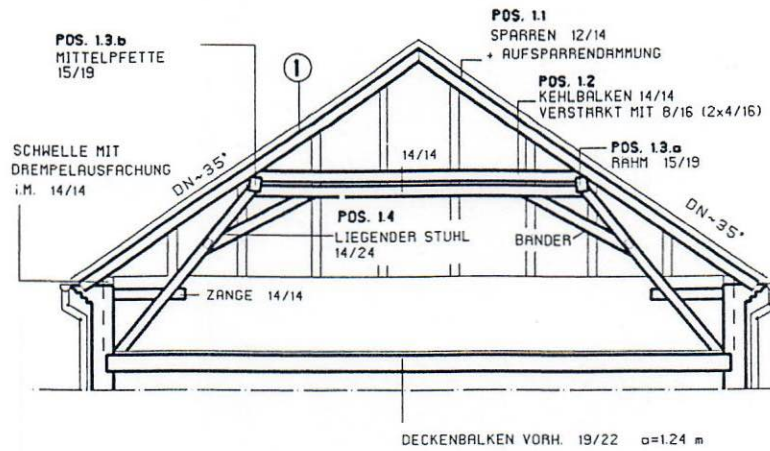 POS. 1.1
SPARREN 12/14
+ AUFSPARRENDÄMMUNG
POS. 1.3.b
MITTELPFETTE
15/19
1
POS. 1.2
KEHLBALKEN 14/14
VERSTÄRKT MIT 8/16 (2x4/16)
SCHWELLE MIT
DREMPELAUSFACHUNG
i.M. 14/14
DN~35°
14/14
POS. 1.3.a
RAHM 15/19
DN~35°
POS. 1.4
LIEGENDER STUHL
14/24
BÄNDER
ZANGE 14/14
DECKENBALKEN VORH. 19/22 a=1.24 m